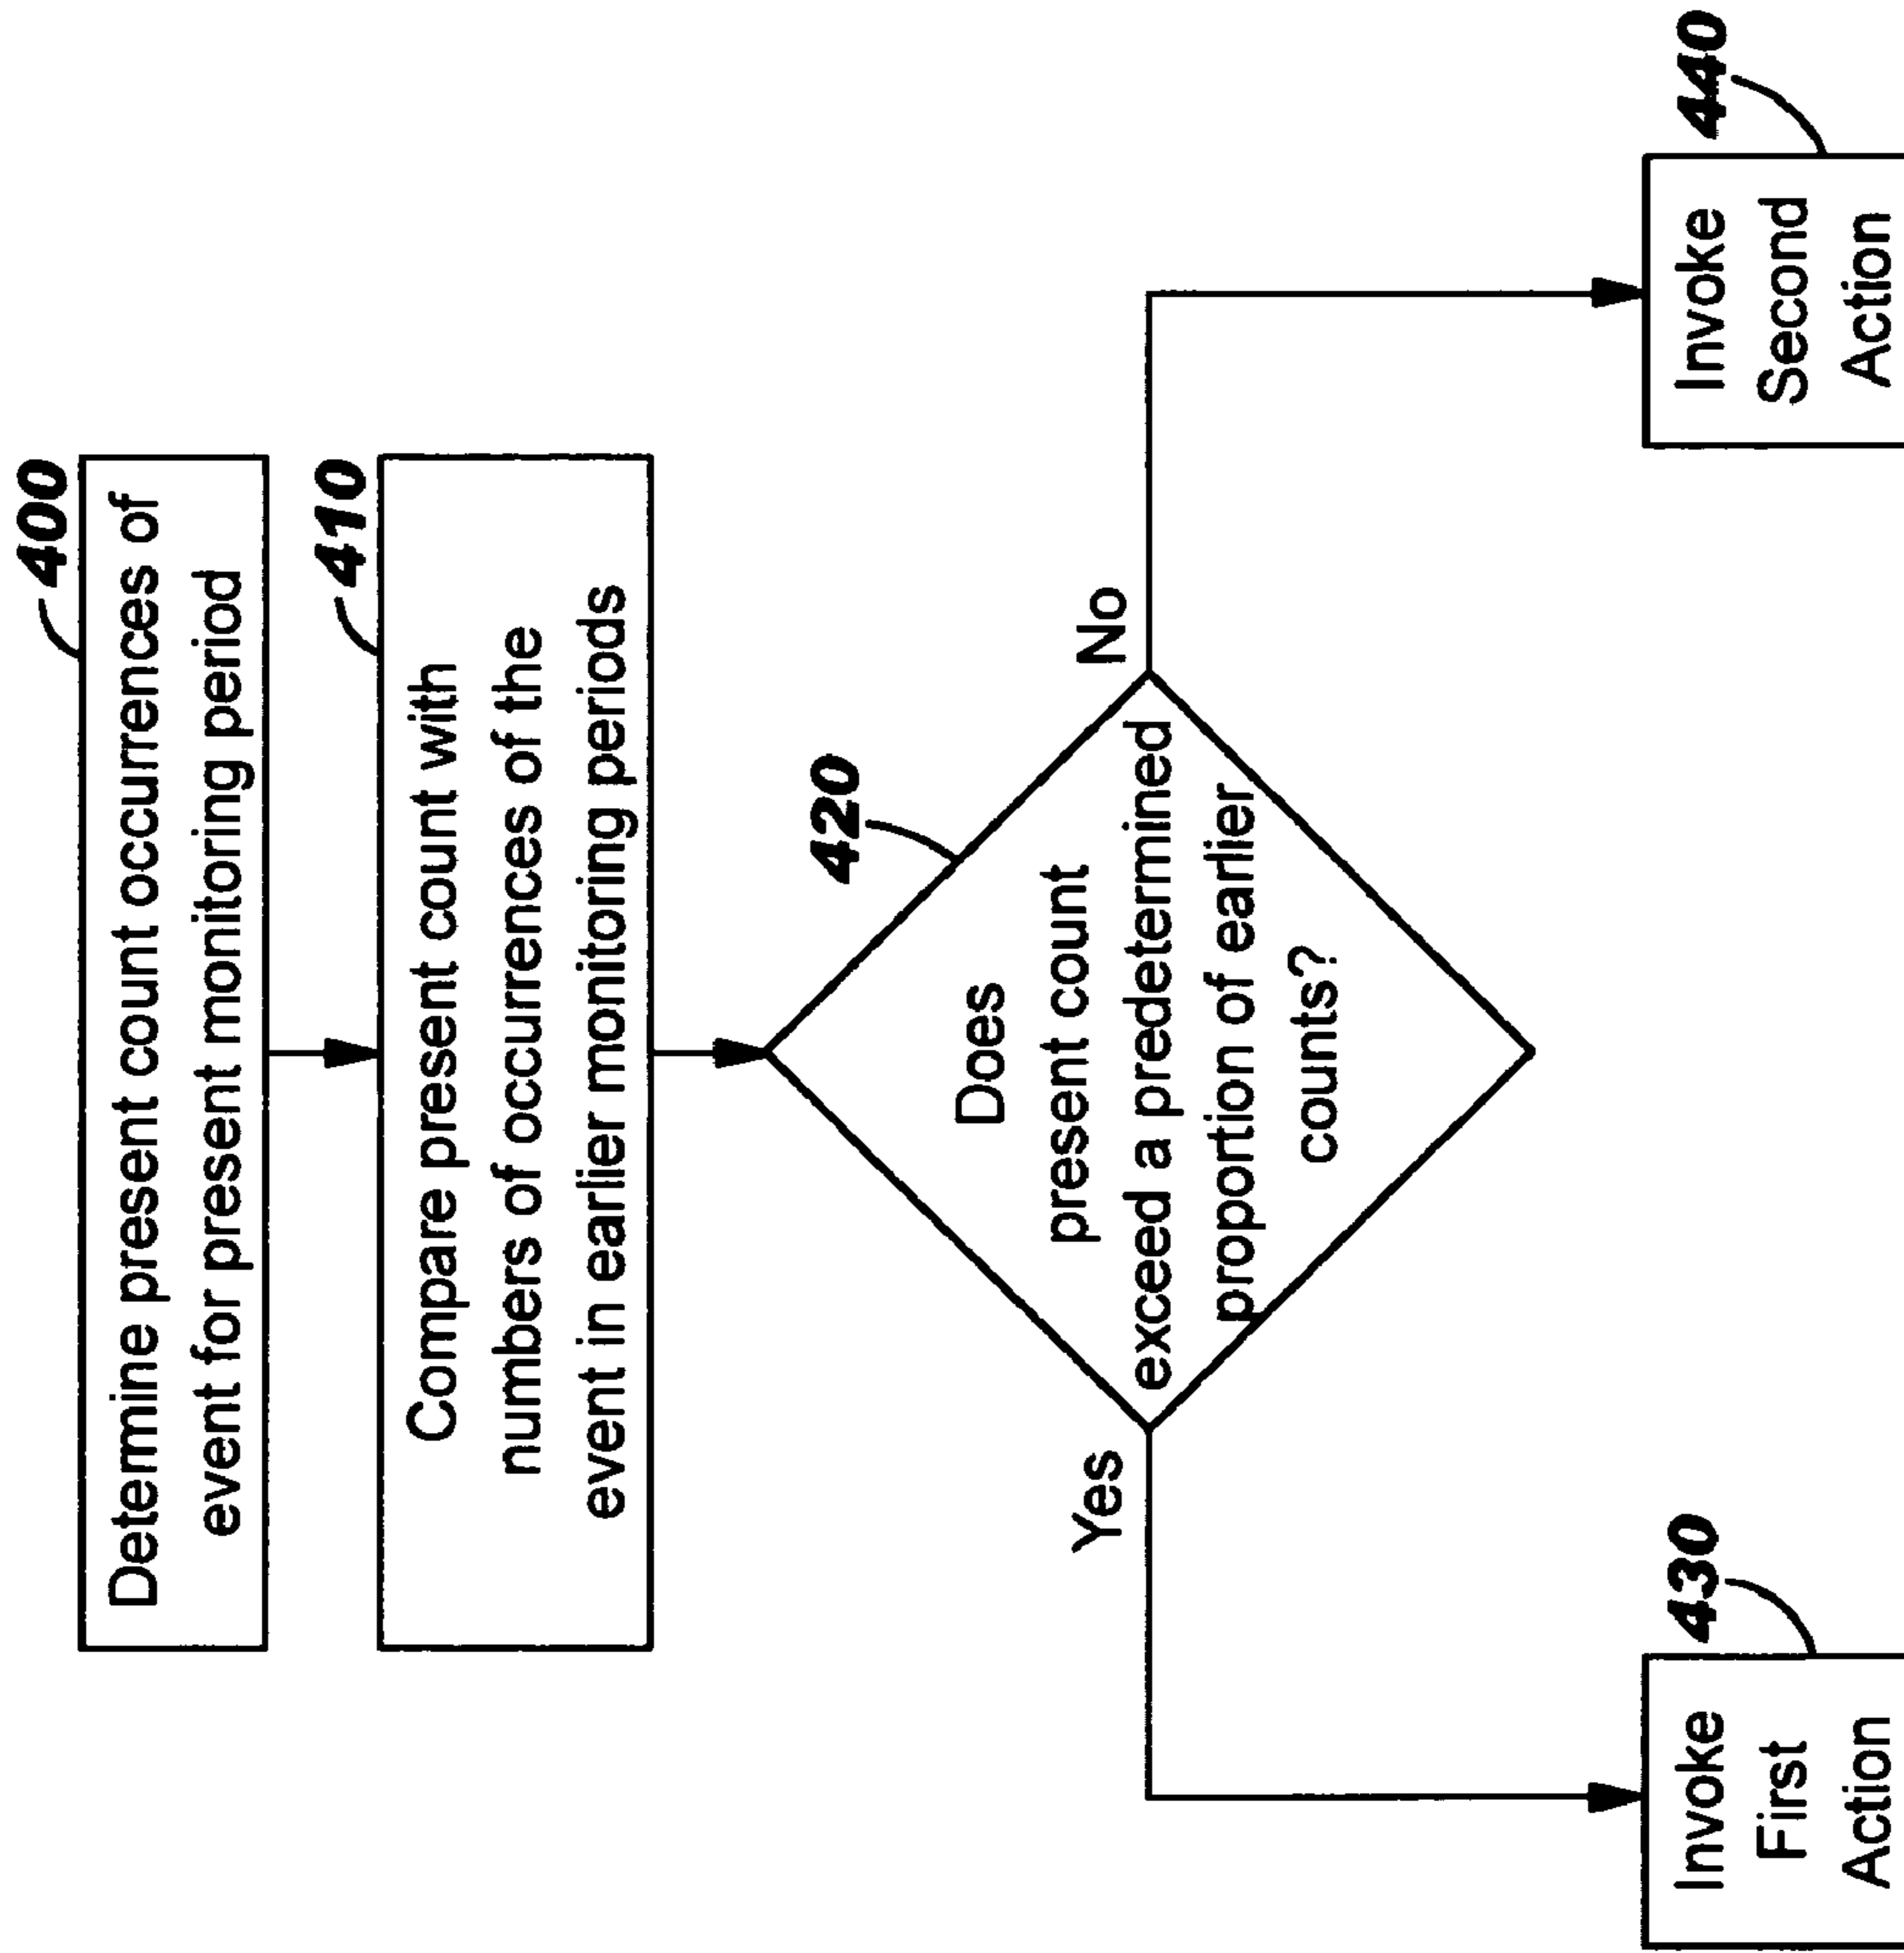 400
Determine present count occurrences of
event for present monitoring period
410
Compare present count with
numbers of occurrences of the
event in earlier monitoring periods
420
Does
present count
exceed a predetermined
proportion of earlier
counts?
Yes
No
430
Invoke
First
Action
440
Invoke
Second
Action